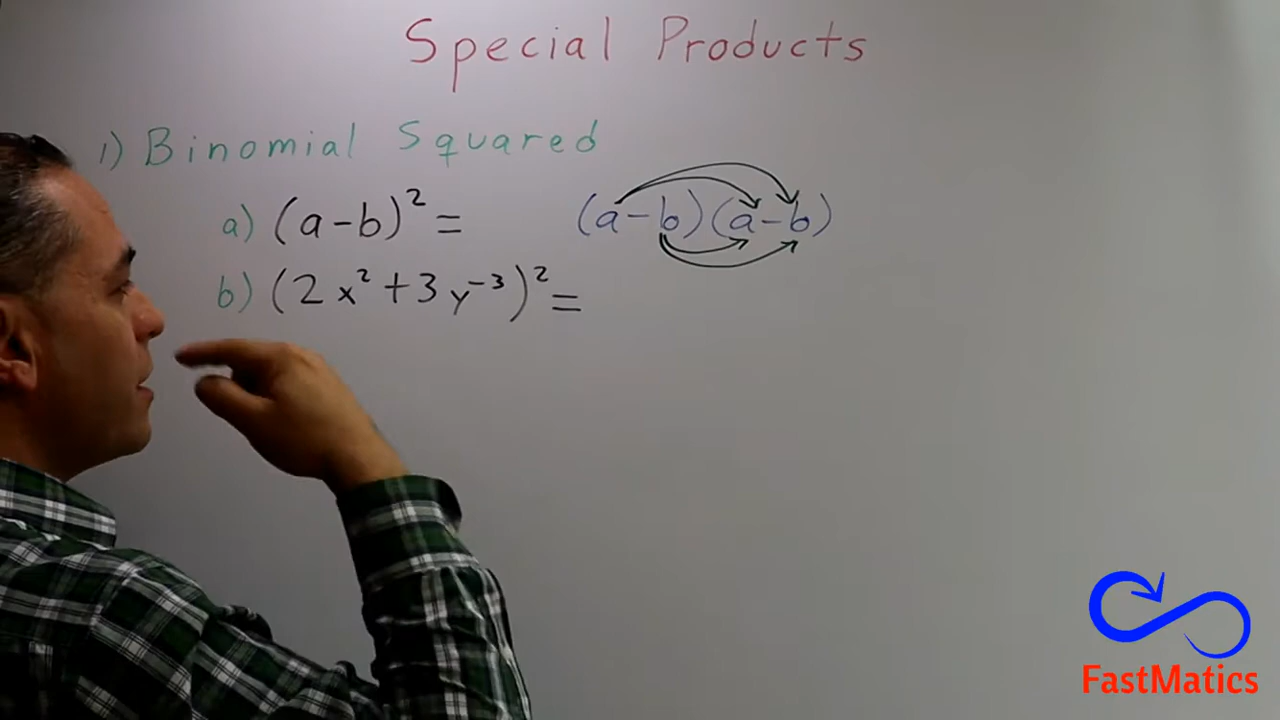 Special Products
1) Binomial Squared
a) (a-b)² = (a-b)(a-b)
b) (2x²+3y⁻³)² =
FastMatics